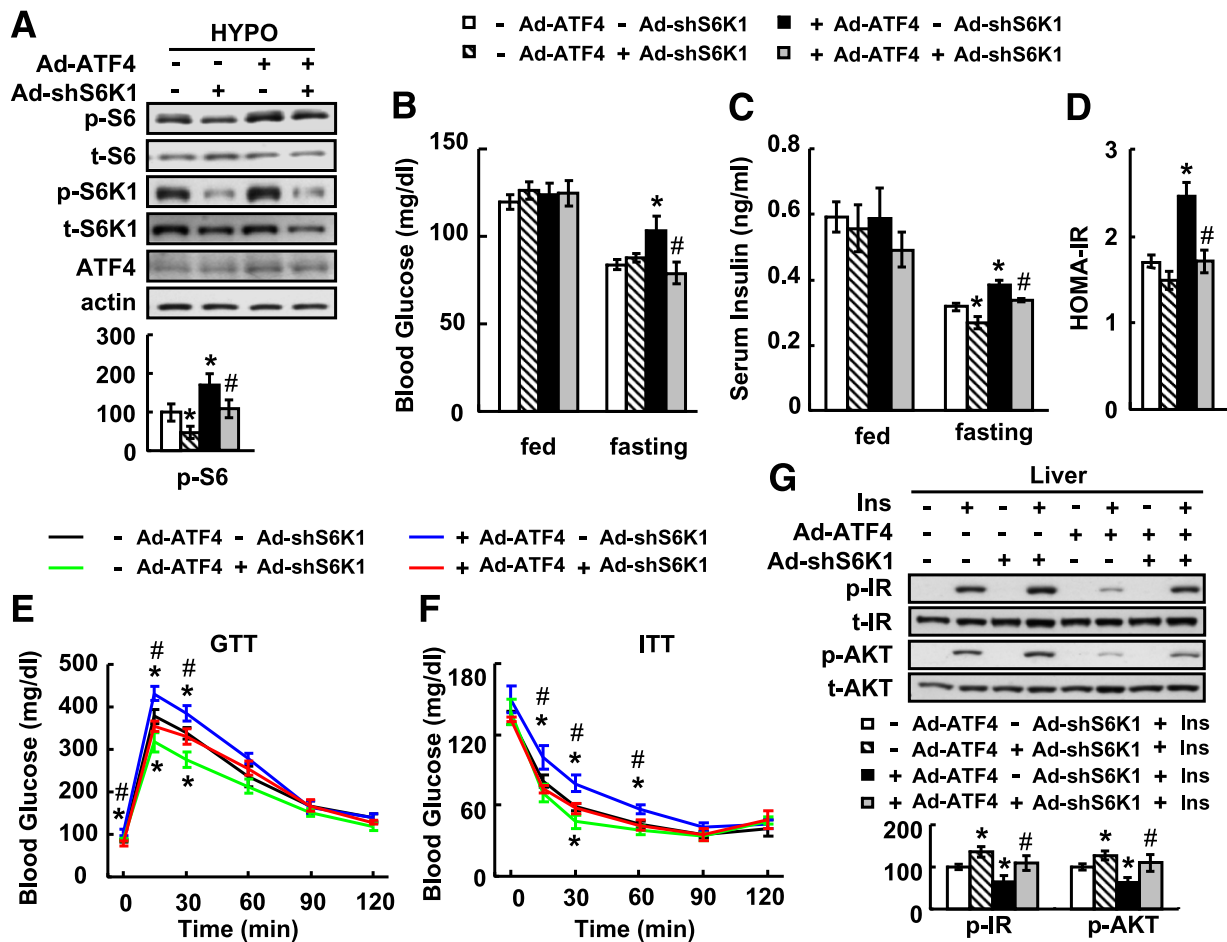 A
HYPO
Ad-ATF4 - - + +
Ad-shS6K1 - + - +
p-S6
t-S6
p-S6K1
t-S6K1
ATF4
actin
300
200
100
0
* * #
p-S6
- Ad-ATF4 - Ad-shS6K1
- Ad-ATF4 + Ad-shS6K1
+ Ad-ATF4 - Ad-shS6K1
+ Ad-ATF4 + Ad-shS6K1
B
Blood Glucose (mg/dl)
150
100
50
0
* #
fed fasting
C
Serum Insulin (ng/ml)
0.8
0.6
0.4
0.2
0
* * #
fed fasting
D
HOMA-IR
3
2
1
0
* #
- Ad-ATF4 - Ad-shS6K1
- Ad-ATF4 + Ad-shS6K1
+ Ad-ATF4 - Ad-shS6K1
+ Ad-ATF4 + Ad-shS6K1
E
GTT
Blood Glucose (mg/dl)
500
400
300
200
100
0
# # #
* * *
* *
0 30 60 90 120
Time (min)
F
ITT
Blood Glucose (mg/dl)
180
120
60
0
# # #
* * *
*
0 30 60 90 120
Time (min)
G
Liver
Ins - + - + - + - +
Ad-ATF4 - - - - + + + +
Ad-shS6K1 - - + + - - + +
p-IR
t-IR
p-AKT
t-AKT
- Ad-ATF4 - Ad-shS6K1 + Ins
- Ad-ATF4 + Ad-shS6K1 + Ins
+ Ad-ATF4 - Ad-shS6K1 + Ins
+ Ad-ATF4 + Ad-shS6K1 + Ins
200
100
0
* * # * * #
p-IR p-AKT